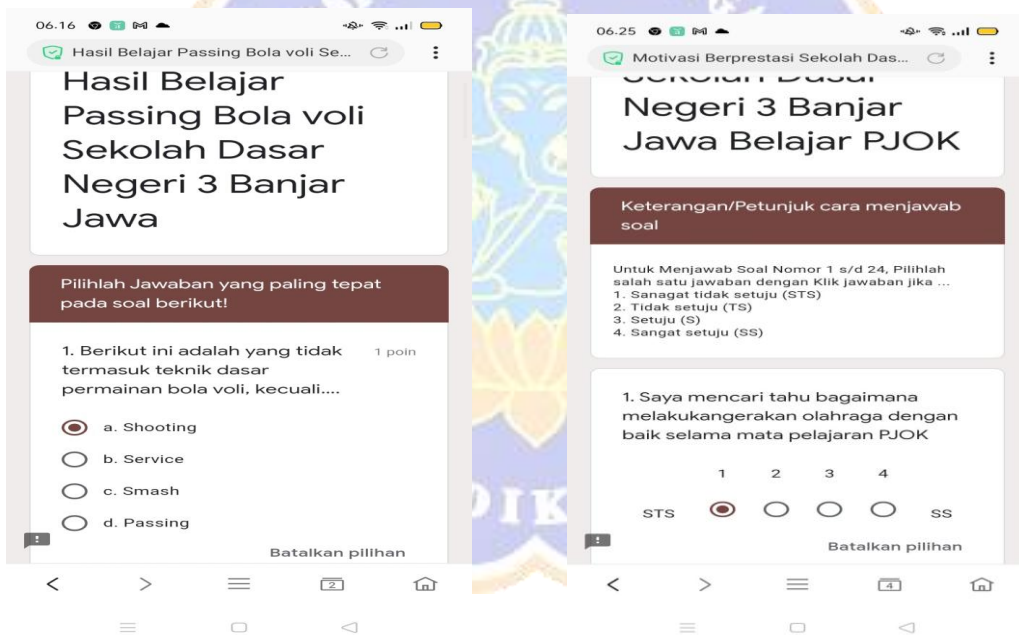 06.16
Hasil Belajar Passing Bola voli Se...
Hasil Belajar
Passing Bola voli
Sekolah Dasar
Negeri 3 Banjar
Jawa
Pilihlah Jawaban yang paling tepat
pada soal berikut!
1. Berikut ini adalah yang tidak
1 poin
termasuk teknik dasar
permainan bola voli, kecuali....
a. Shooting
b. Service
c. Smash
d. Passing
Batalkan pilihan
2
06.25
Motivasi Berprestasi Sekolah Das...
Sekolah Dasar
Negeri 3 Banjar
Jawa Belajar PJOK
Keterangan/Petunjuk cara menjawab
soal
Untuk Menjawab Soal Nomor 1 s/d 24, Pilihlah
salah satu jawaban dengan Klik jawaban jika ...
1. Sanagat tidak setuju (STS)
2. Tidak setuju (TS)
3. Setuju (S)
4. Sangat setuju (SS)
1. Saya mencari tahu bagaimana
melakukangerakan olahraga dengan
baik selama mata pelajaran PJOK
1 2 3 4
STS SS
Batalkan pilihan
4
DIK